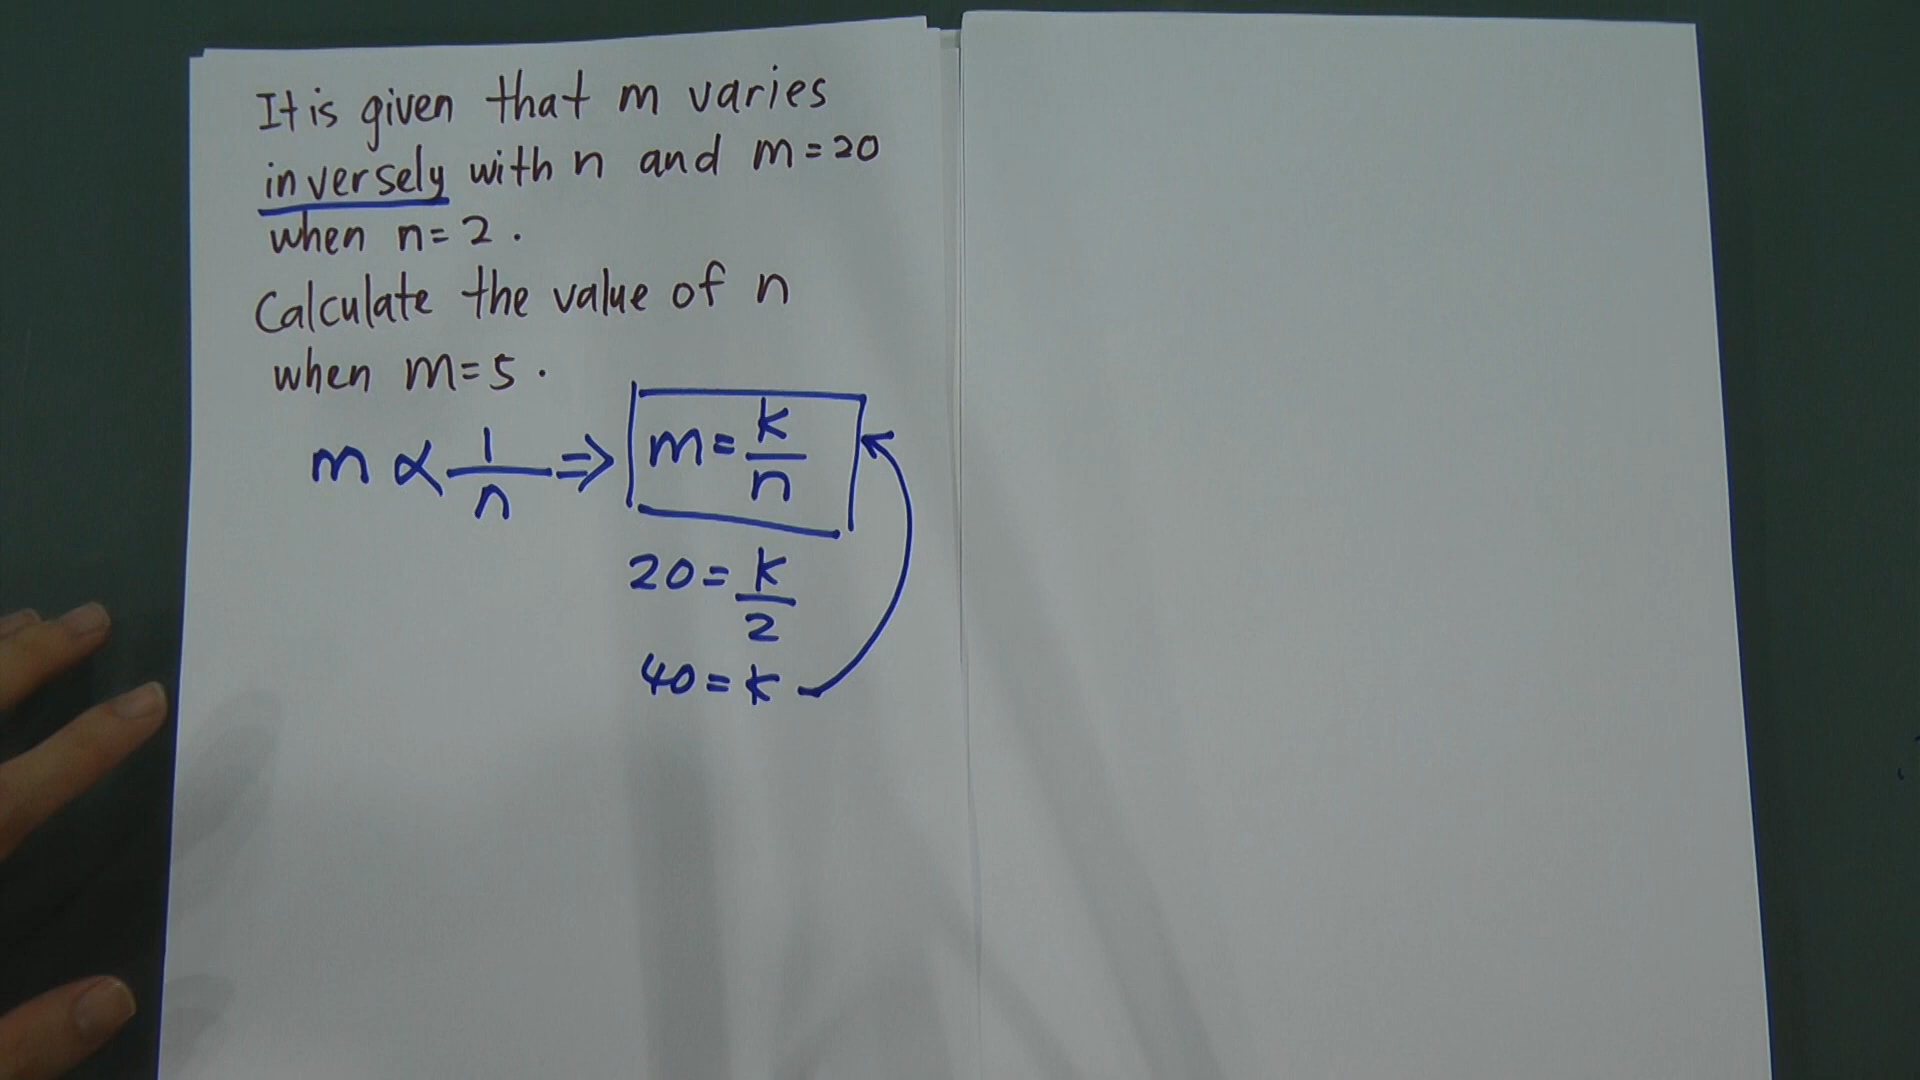 It is given that m varies
inversely with n and m=20
when n=2.
Calculate the value of n
when m=5.
m ∝ 1/n ⇒ m=k/n
20=k/2
40=k